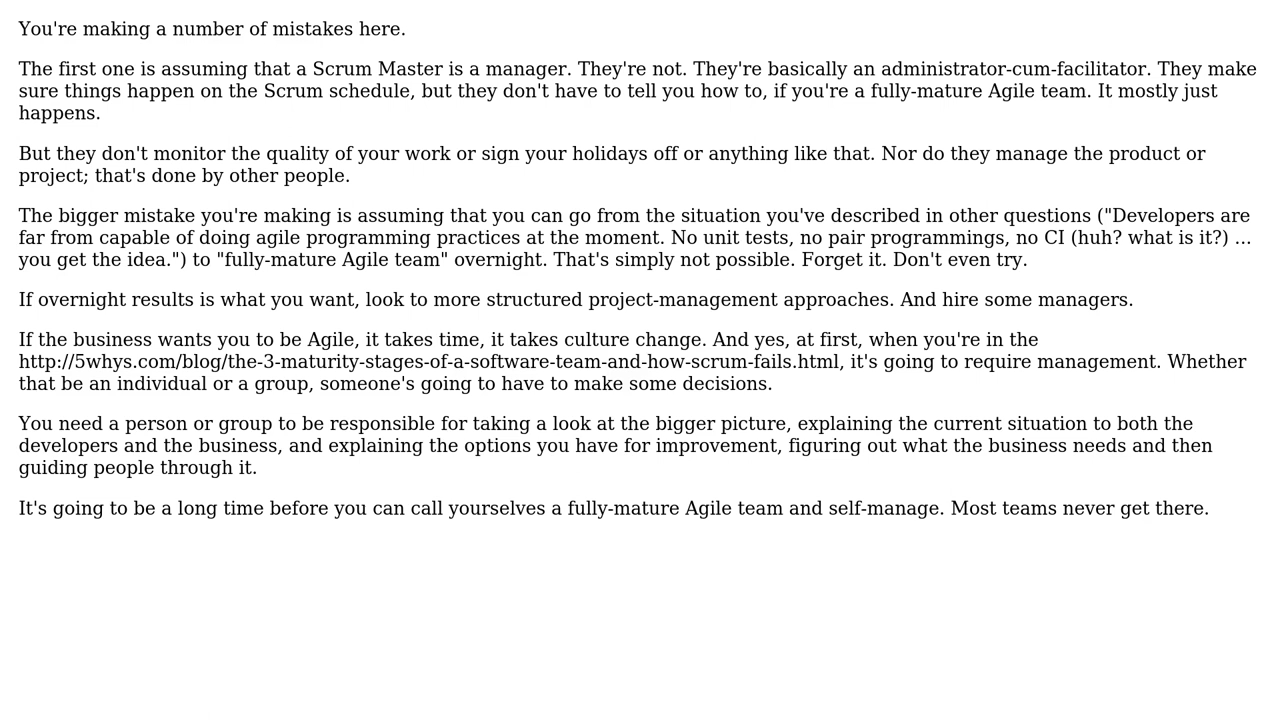 You're making a number of mistakes here.
The first one is assuming that a Scrum Master is a manager. They're not. They're basically an administrator-cum-facilitator. They make
sure things happen on the Scrum schedule, but they don't have to tell you how to, if you're a fully-mature Agile team. It mostly just
happens.
But they don't monitor the quality of your work or sign your holidays off or anything like that. Nor do they manage the product or
project; that's done by other people.
The bigger mistake you're making is assuming that you can go from the situation you've described in other questions ("Developers are
far from capable of doing agile programming practices at the moment. No unit tests, no pair programmings, no CI (huh? what is it?) ...
you get the idea.") to "fully-mature Agile team" overnight. That's simply not possible. Forget it. Don't even try.
If overnight results is what you want, look to more structured project-management approaches. And hire some managers.
If the business wants you to be Agile, it takes time, it takes culture change. And yes, at first, when you're in the
http://5whys.com/blog/the-3-maturity-stages-of-a-software-team-and-how-scrum-fails.html, it's going to require management. Whether
that be an individual or a group, someone's going to have to make some decisions.
You need a person or group to be responsible for taking a look at the bigger picture, explaining the current situation to both the
developers and the business, and explaining the options you have for improvement, figuring out what the business needs and then
guiding people through it.
It's going to be a long time before you can call yourselves a fully-mature Agile team and self-manage. Most teams never get there.